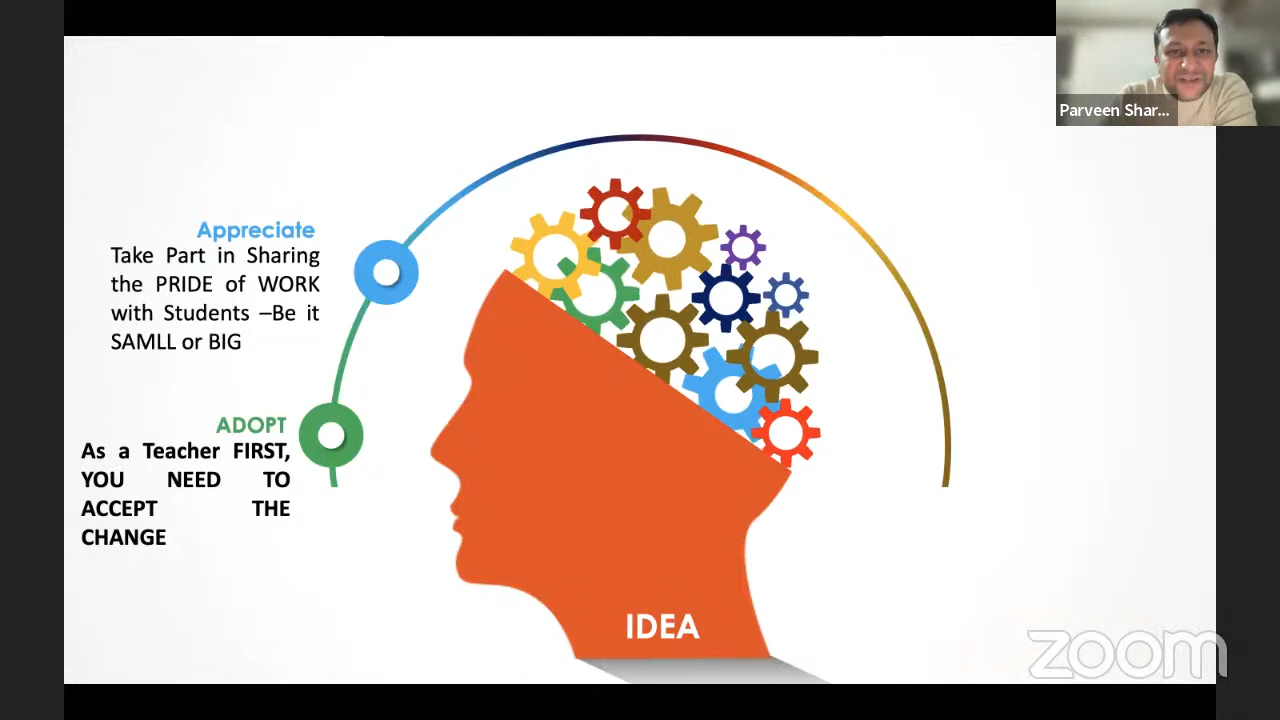 Parveen Shar...
Appreciate
Take Part in Sharing
the PRIDE of WORK
with Students –Be it
SAMLL or BIG
ADOPT
As a Teacher FIRST,
YOU NEED TO
ACCEPT THE
CHANGE
IDEA
zoom